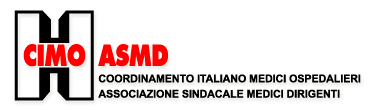 CIMO ASMD
COORDINAMENTO ITALIANO MEDICI OSPEDALIERI
ASSOCIAZIONE SINDACALE MEDICI DIRIGENTI